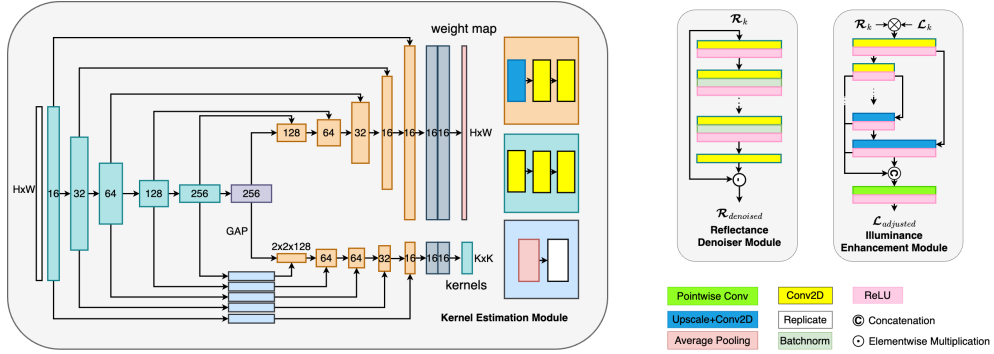 weight map
HxW
16
32
64
128
256
256
128
64
32
16
16
16
16
HxW
GAP
2x2x128
64
64
32
16
16
16
KxK
kernels
Kernel Estimation Module
R_k
R_denoised
Reflectance
Denoiser Module
R_k
L_k
C
L_adjusted
Illuminance
Enhancement Module
Pointwise Conv
Conv2D
ReLU
Upscale+Conv2D
Replicate
C Concatenation
Average Pooling
Batchnorm
Elementwise Multiplication